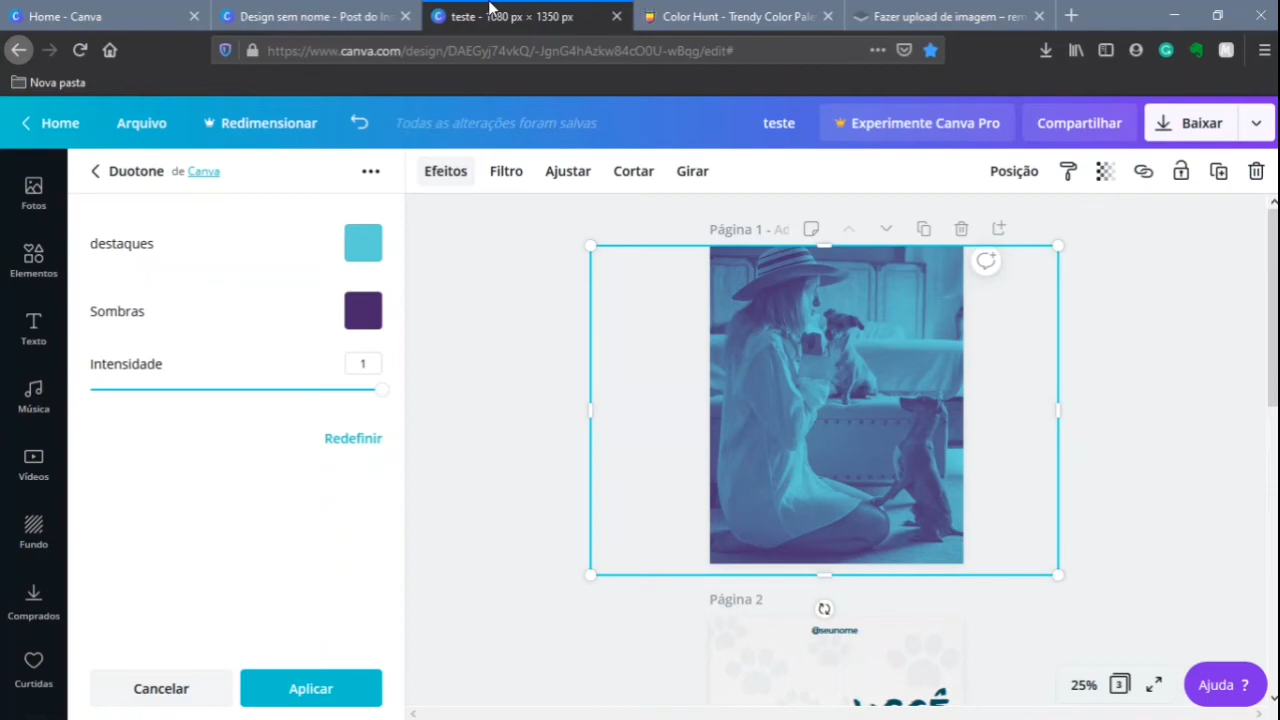 Home - Canva
Design sem nome - Post do Ins
teste - 1080 px × 1350 px
Color Hunt - Trendy Color Pale
Fazer upload de imagem – rem
https://www.canva.com/design/DAEGyj74vkQ/-JgnG4hAzkw84cO0U-wBqg/edit#
Nova pasta
Home
Arquivo
Redimensionar
Todas as alterações foram salvas
teste
Experimente Canva Pro
Compartilhar
Baixar
Fotos
Elementos
Texto
Música
Vídeos
Fundo
Comprados
Curtidas
Duotone de Canva
destaques
Sombras
Intensidade 1
Redefinir
Cancelar
Aplicar
Efeitos
Filtro
Ajustar
Cortar
Girar
Posição
Página 1 - Ad
Página 2
@seunome
VOCÊ
25%
3
Ajuda ?